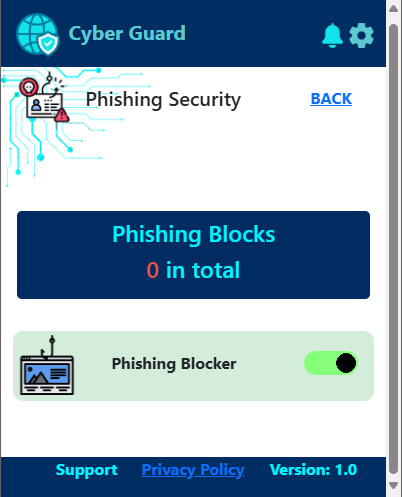 Cyber Guard
Phishing Security
BACK
Phishing Blocks
0 in total
Phishing Blocker
Support Privacy Policy Version: 1.0